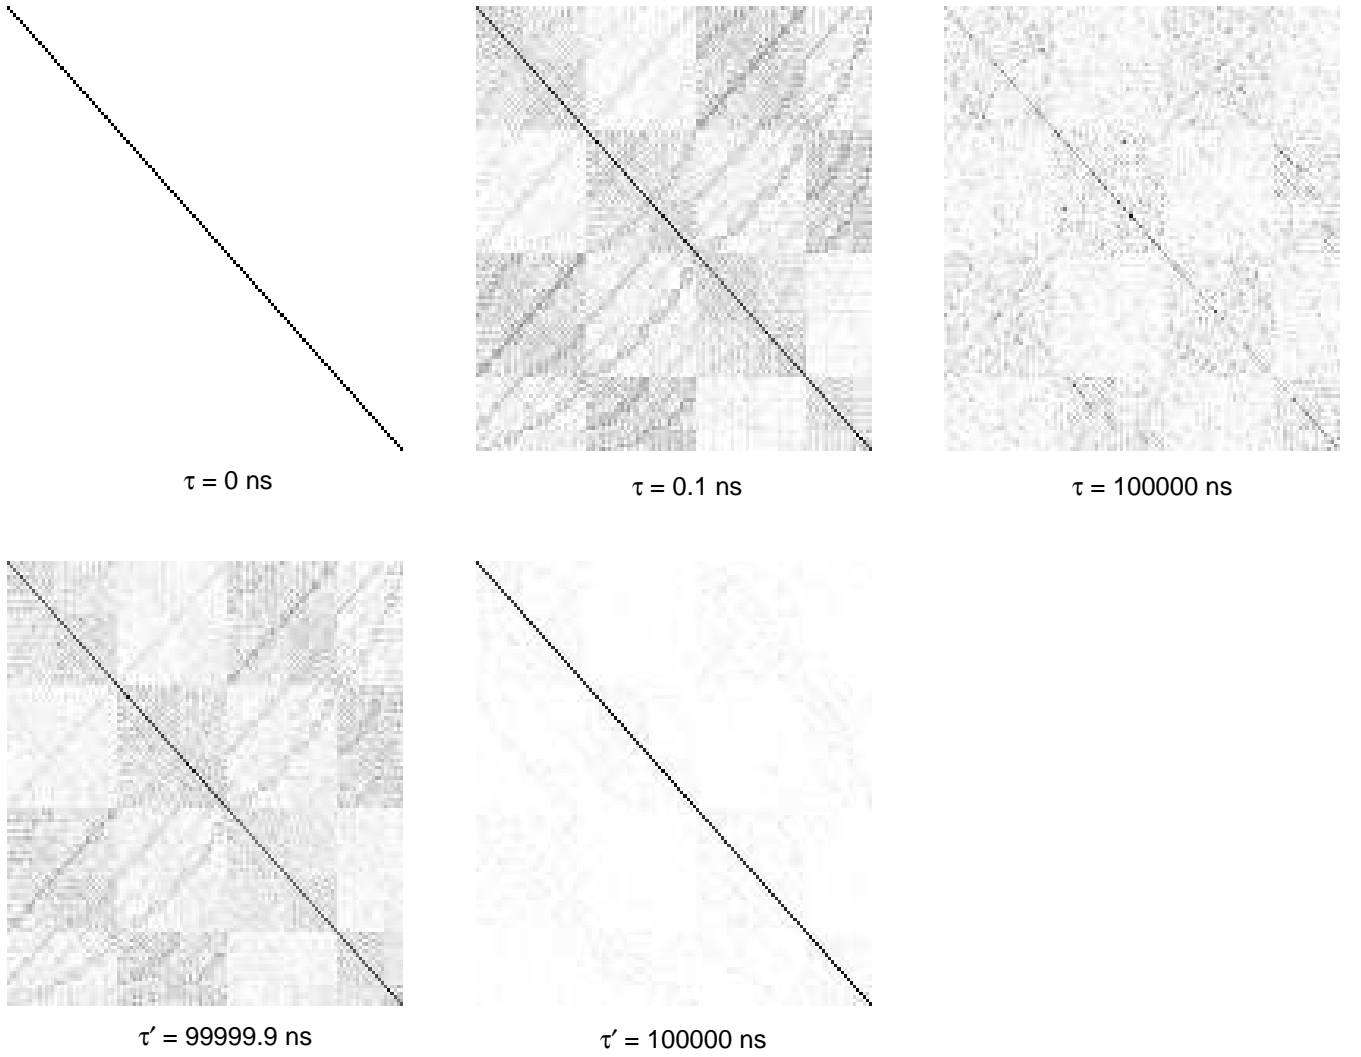 τ = 0 ns
τ = 0.1 ns
τ = 100000 ns
τ′ = 99999.9 ns
τ′ = 100000 ns